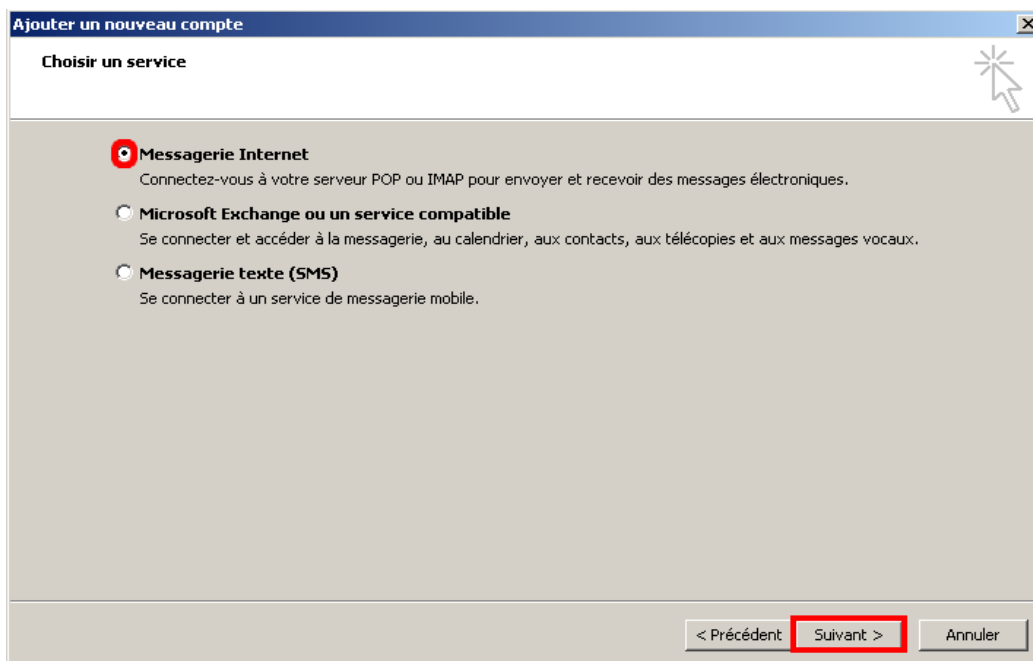 Ajouter un nouveau compte
Choisir un service
Messagerie Internet
Connectez-vous à votre serveur POP ou IMAP pour envoyer et recevoir des messages électroniques.
Microsoft Exchange ou un service compatible
Se connecter et accéder à la messagerie, au calendrier, aux contacts, aux télécopies et aux messages vocaux.
Messagerie texte (SMS)
Se connecter à un service de messagerie mobile.
< Précédent Suivant > Annuler